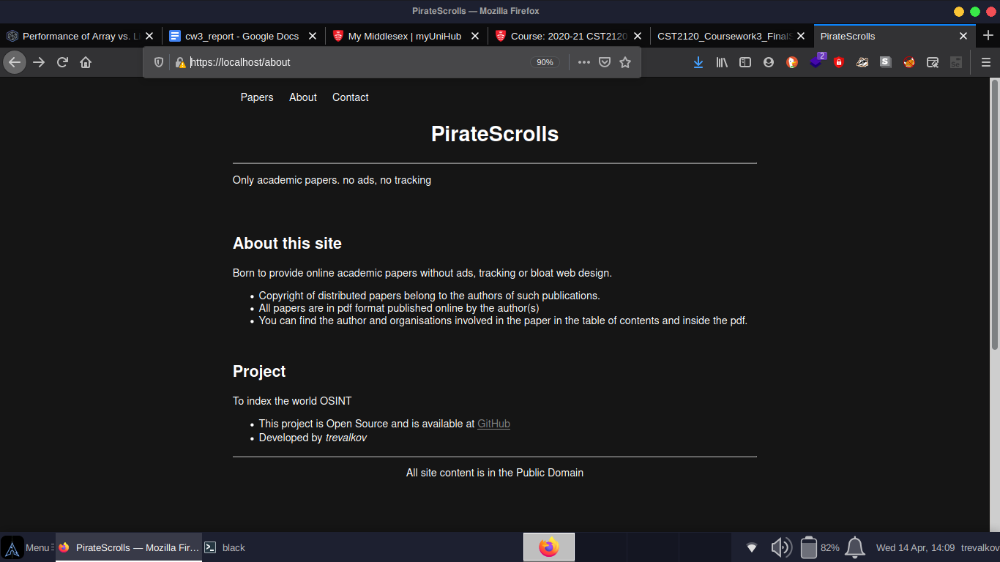 PirateScrolls — Mozilla Firefox
Performance of Array vs. Li
cw3_report - Google Docs
My Middlesex | myUniHub
Course: 2020-21 CST2120
CST2120_Coursework3_Final
PirateScrolls
https://localhost/about
90%
2
Papers About Contact
PirateScrolls
Only academic papers. no ads, no tracking
About this site
Born to provide online academic papers without ads, tracking or bloat web design.
• Copyright of distributed papers belong to the authors of such publications.
• All papers are in pdf format published online by the author(s)
• You can find the author and organisations involved in the paper in the table of contents and inside the pdf.
Project
To index the world OSINT
• This project is Open Source and is available at GitHub
• Developed by trevalkov
All site content is in the Public Domain
Menu
PirateScrolls — Mozilla Fir...
black
82%
Wed 14 Apr, 14:09
trevalkov